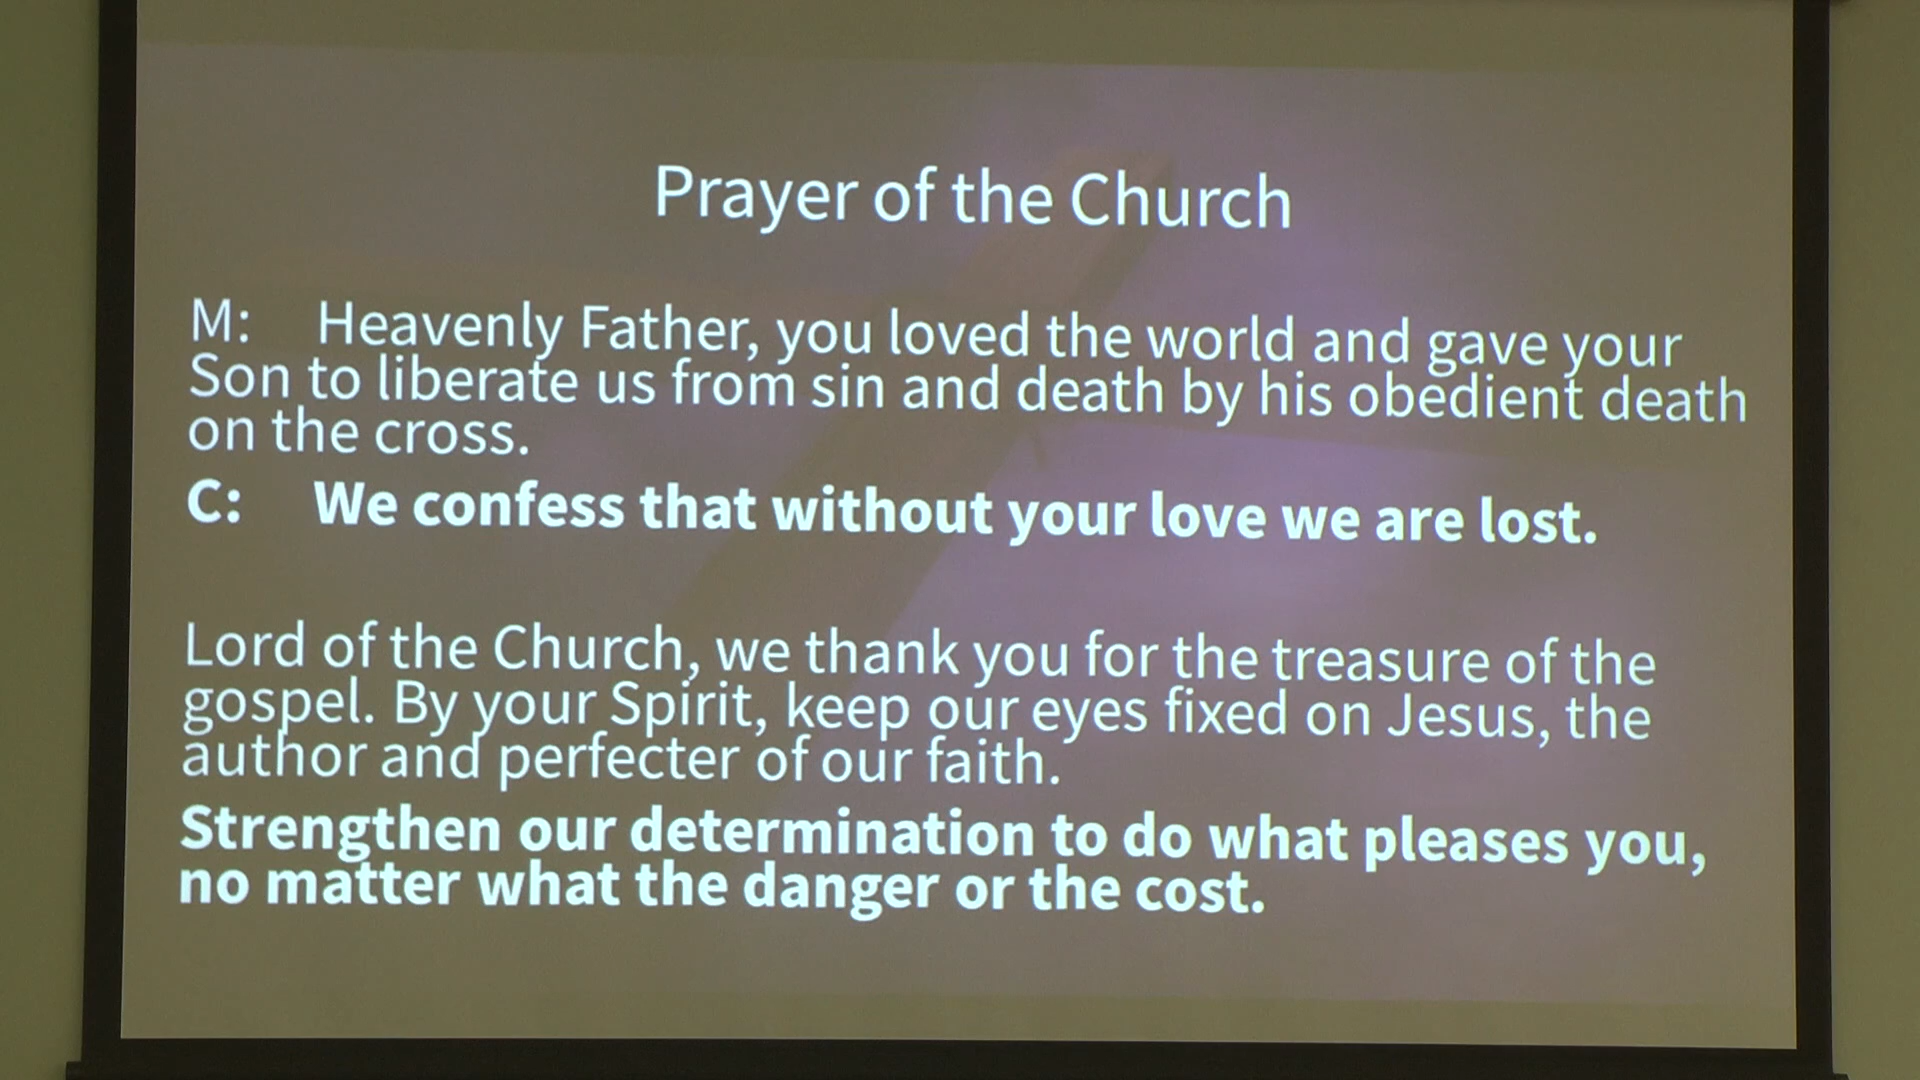 Prayer of the Church
M: Heavenly Father, you loved the world and gave your
Son to liberate us from sin and death by his obedient death
on the cross.
C: We confess that without your love we are lost.
Lord of the Church, we thank you for the treasure of the
gospel. By your Spirit, keep our eyes fixed on Jesus, the
author and perfecter of our faith.
Strengthen our determination to do what pleases you,
no matter what the danger or the cost.